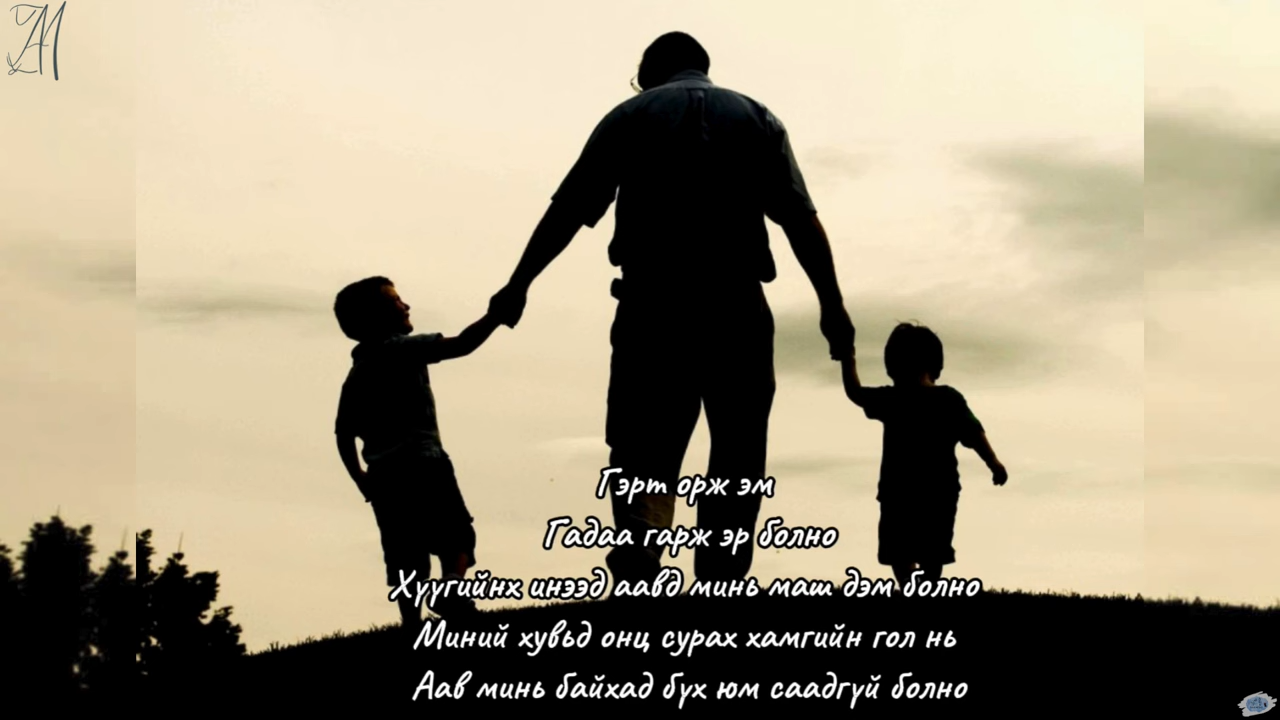 Гэрт орж эм
Гадаа гарж эр болно
Хүүгийнх инээд аавд минь маш дэм болно
Миний хувьд онц сурах хамгийн гол нь
Аав минь байхад бүх юм саадгүй болно